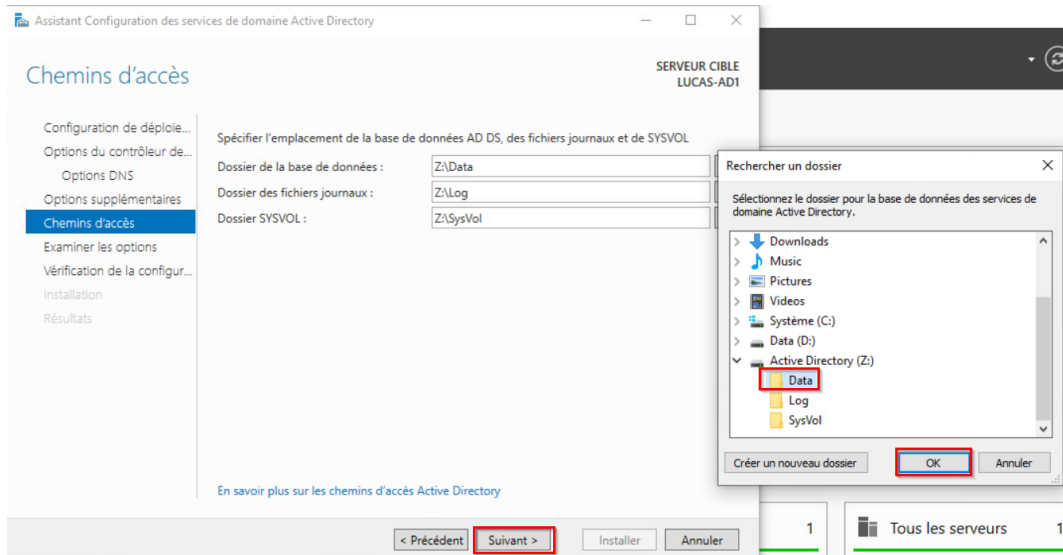 Assistant Configuration des services de domaine Active Directory
Chemins d'accès
SERVEUR CIBLE
LUCAS-AD1
Configuration de déploie...
Options du contrôleur de...
Options DNS
Options supplémentaires
Chemins d'accès
Examiner les options
Vérification de la configur...
Installation
Résultats
Spécifier l'emplacement de la base de données AD DS, des fichiers journaux et de SYSVOL
Dossier de la base de données : Z:\Data
Dossier des fichiers journaux : Z:\Log
Dossier SYSVOL : Z:\SysVol
En savoir plus sur les chemins d'accès Active Directory
< Précédent Suivant > Installer Annuler
Rechercher un dossier
Sélectionnez le dossier pour la base de données des services de
domaine Active Directory.
Downloads
Music
Pictures
Videos
Système (C:)
Data (D:)
Active Directory (Z:)
Data
Log
SysVol
Créer un nouveau dossier OK Annuler
1 Tous les serveurs 1